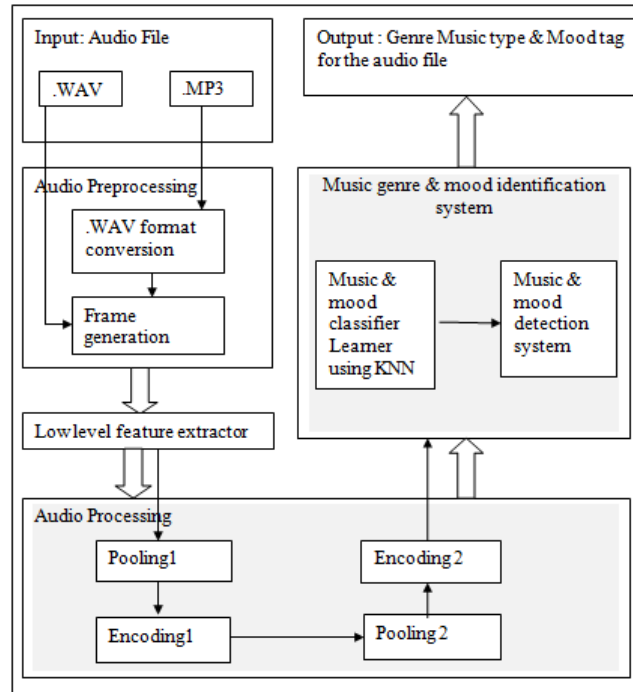 Input: Audio File
.WAV
.MP3
Audio Preprocessing
.WAV format
conversion
Frame
generation
Low level feature extractor
Audio Processing
Pooling1
Encoding1
Pooling 2
Encoding 2
Music genre & mood identification
system
Music &
mood
classifier
Learner
using KNN
Music &
mood
detection
system
Output : Genre Music type & Mood tag
for the audio file